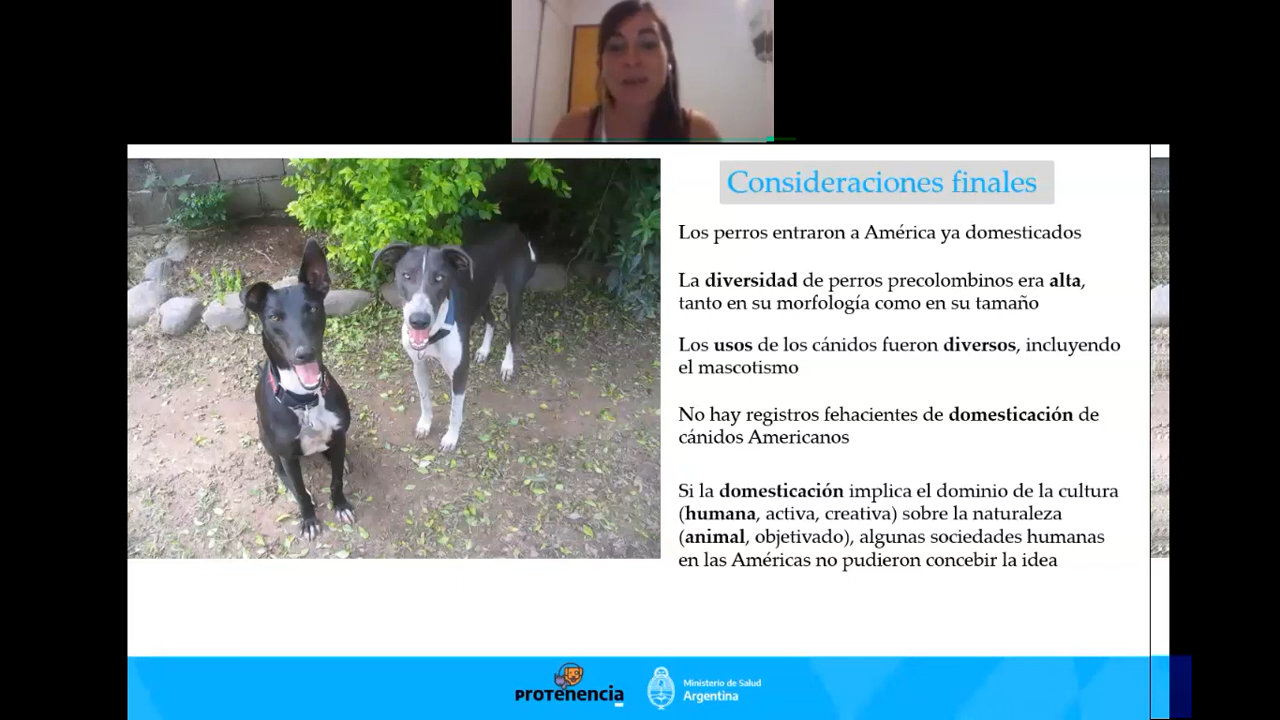 Consideraciones finales
Los perros entraron a América ya domesticados
La diversidad de perros precolombinos era alta,
tanto en su morfología como en su tamaño
Los usos de los cánidos fueron diversos, incluyendo
el mascotismo
No hay registros fehacientes de domesticación de
cánidos Americanos
Si la domesticación implica el dominio de la cultura
(humana, activa, creativa) sobre la naturaleza
(animal, objetivado), algunas sociedades humanas
en las Américas no pudieron concebir la idea
PROTENENCIA
Ministerio de Salud
Argentina